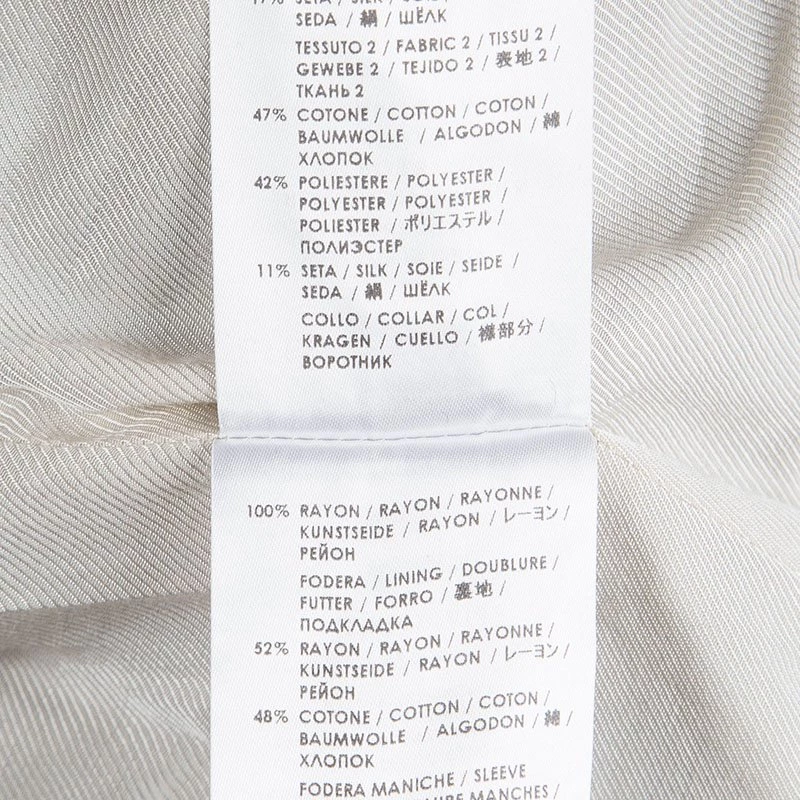 17% SETA / SILK / SOIE /
SEDA / 絹 / ШЁЛК
TESSUTO 2 / FABRIC 2 / TISSU 2 /
GEWEBE 2 / TEJIDO 2 / 表地 2 /
ТКАНЬ 2
47% COTONE / COTTON / COTON /
BAUMWOLLE / ALGODON / 綿 /
ХЛОПОК
42% POLIESTERE / POLYESTER /
POLYESTER / POLYESTER /
POLIESTER / ポリエステル /
ПОЛИЭСТЕР
11% SETA / SILK / SOIE / SEIDE /
SEDA / 絹 / ШЁЛК
COLLO / COLLAR / COL /
KRAGEN / CUELLO / 襟部分 /
ВОРОТНИК
100% RAYON / RAYON / RAYONNE /
KUNSTSEIDE / RAYON / レーヨン /
РЕЙОН
FODERA / LINING / DOUBLURE /
FUTTER / FORRO / 裏地 /
ПОДКЛАДКА
52% RAYON / RAYON / RAYONNE /
KUNSTSEIDE / RAYON / レーヨン /
РЕЙОН
48% COTONE / COTTON / COTON /
BAUMWOLLE / ALGODON / 綿 /
ХЛОПОК
FODERA MANICHE / SLEEVE
MANCHES /